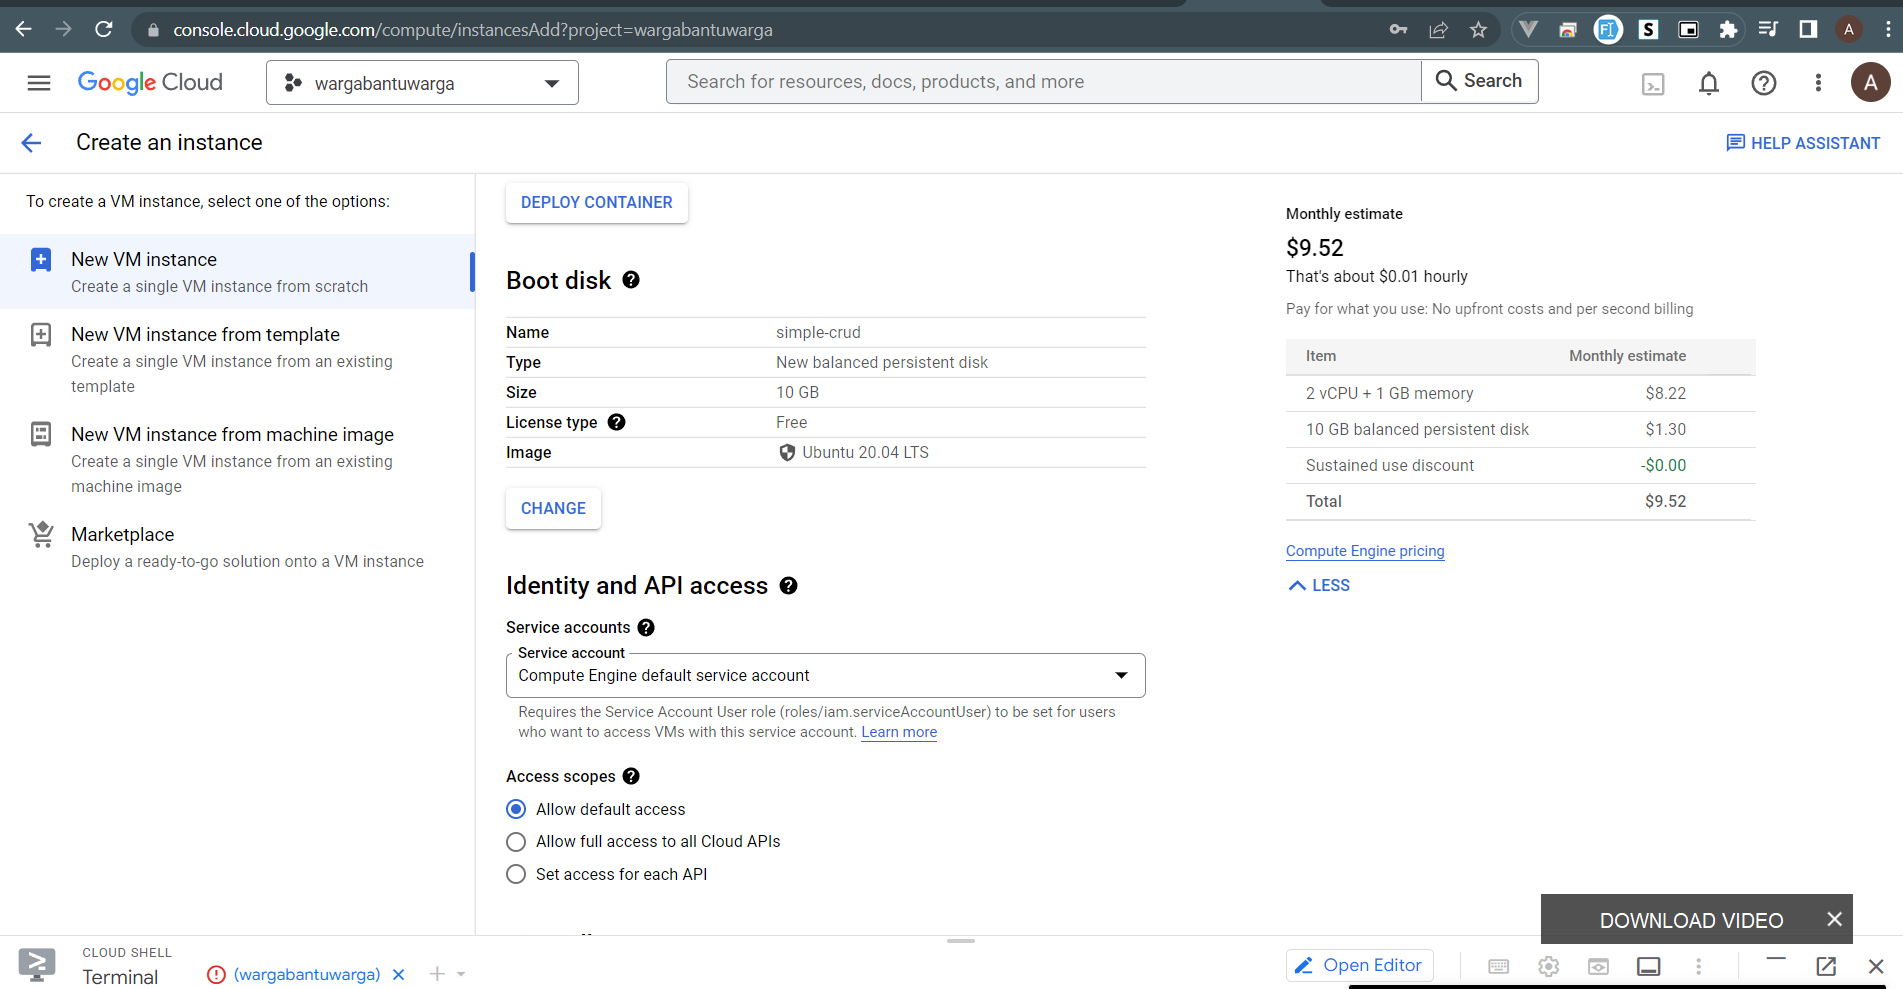 console.cloud.google.com/compute/instancesAdd?project=wargabantuwarga
A
Google Cloud
wargabantuwarga
Search for resources, docs, products, and more
Search
A
Create an instance
HELP ASSISTANT
To create a VM instance, select one of the options:
New VM instance
Create a single VM instance from scratch
New VM instance from template
Create a single VM instance from an existing
template
New VM instance from machine image
Create a single VM instance from an existing
machine image
Marketplace
Deploy a ready-to-go solution onto a VM instance
DEPLOY CONTAINER
Boot disk
Name simple-crud
Type New balanced persistent disk
Size 10 GB
License type Free
Image Ubuntu 20.04 LTS
CHANGE
Identity and API access
Service accounts
Service account
Compute Engine default service account
Requires the Service Account User role (roles/iam.serviceAccountUser) to be set for users
who want to access VMs with this service account. Learn more
Access scopes
Allow default access
Allow full access to all Cloud APIs
Set access for each API
Monthly estimate
$9.52
That's about $0.01 hourly
Pay for what you use: No upfront costs and per second billing
Item Monthly estimate
2 vCPU + 1 GB memory $8.22
10 GB balanced persistent disk $1.30
Sustained use discount -$0.00
Total $9.52
Compute Engine pricing
LESS
DOWNLOAD VIDEO
CLOUD SHELL
Terminal
(wargabantuwarga)
Open Editor